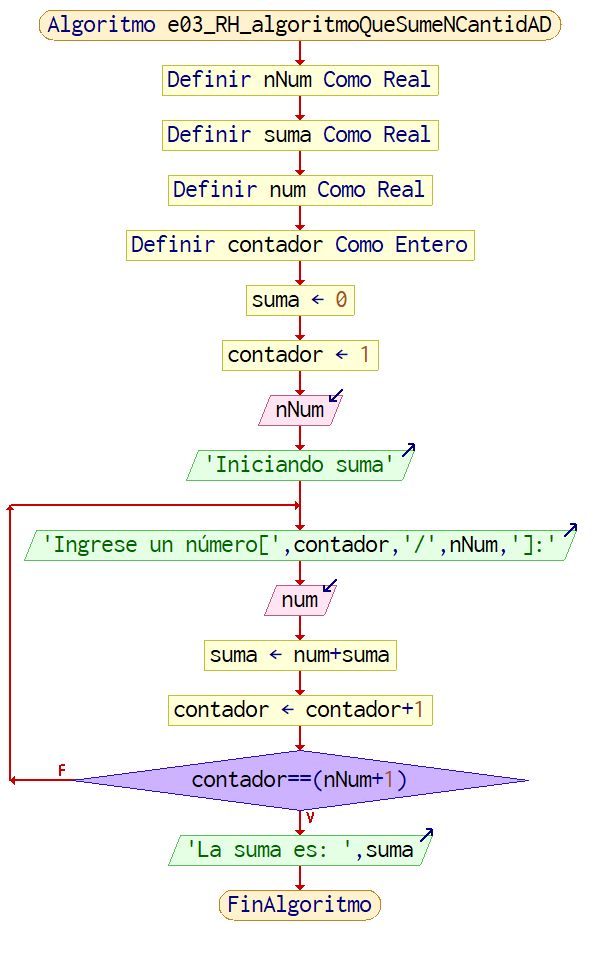 Algoritmo e03_RH_algoritmoQueSumeNCantidAD
Definir nNum Como Real
Definir suma Como Real
Definir num Como Real
Definir contador Como Entero
suma ← 0
contador ← 1
nNum
'Iniciando suma'
'Ingrese un número[',contador,'/',nNum,']:'
num
suma ← num+suma
contador ← contador+1
F
contador==(nNum+1)
V
'La suma es: ',suma
FinAlgoritmo